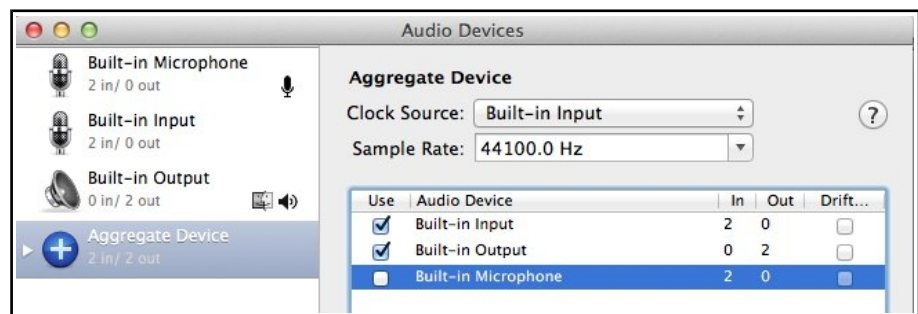 Audio Devices
Built-in Microphone
2 in/ 0 out
Built-in Input
2 in/ 0 out
Built-in Output
0 in/ 2 out
Aggregate Device
2 in/ 2 out
Aggregate Device
Clock Source: Built-in Input
?
Sample Rate: 44100.0 Hz
Use Audio Device In Out Drift...
Built-in Input 2 0
Built-in Output 0 2
Built-in Microphone 2 0